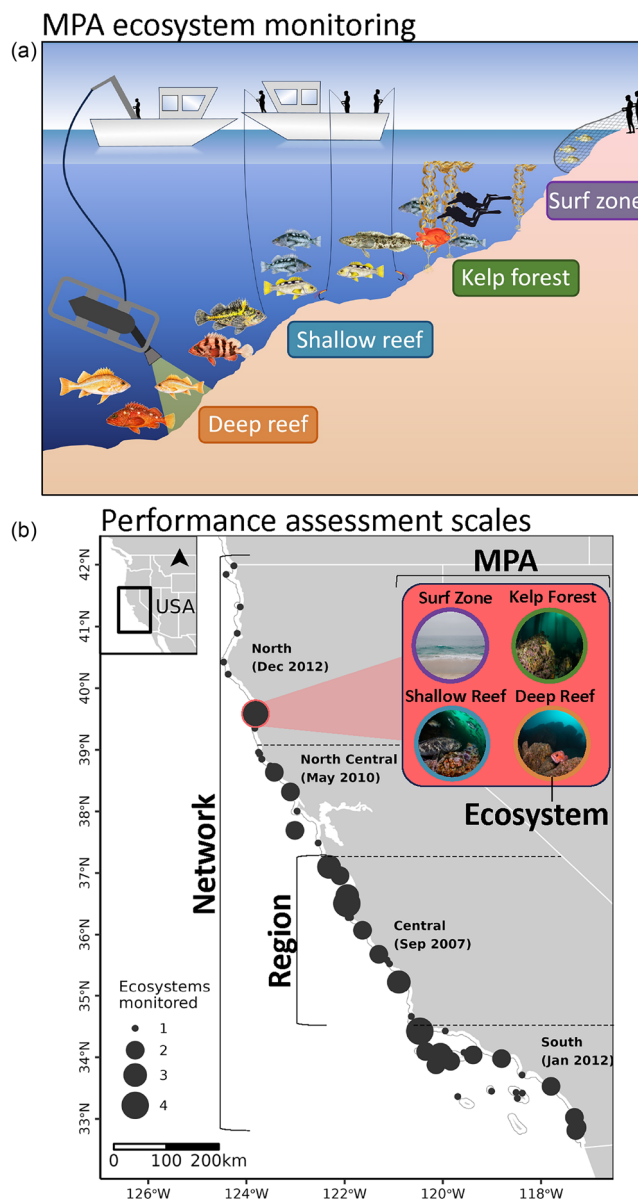 MPA ecosystem monitoring
(a)
Surf zone
Kelp forest
Shallow reef
Deep reef
(b)
Performance assessment scales
42°N
41°N
40°N
39°N
38°N
37°N
36°N
35°N
34°N
33°N
USA
MPA
Surf Zone
Kelp Forest
Shallow Reef
Deep Reef
Ecosystem
North
(Dec 2012)
North Central
(May 2010)
Network
Region
Central
(Sep 2007)
South
(Jan 2012)
Ecosystems
monitored
1
2
3
4
0 100 200km
126°W 124°W 122°W 120°W 118°W